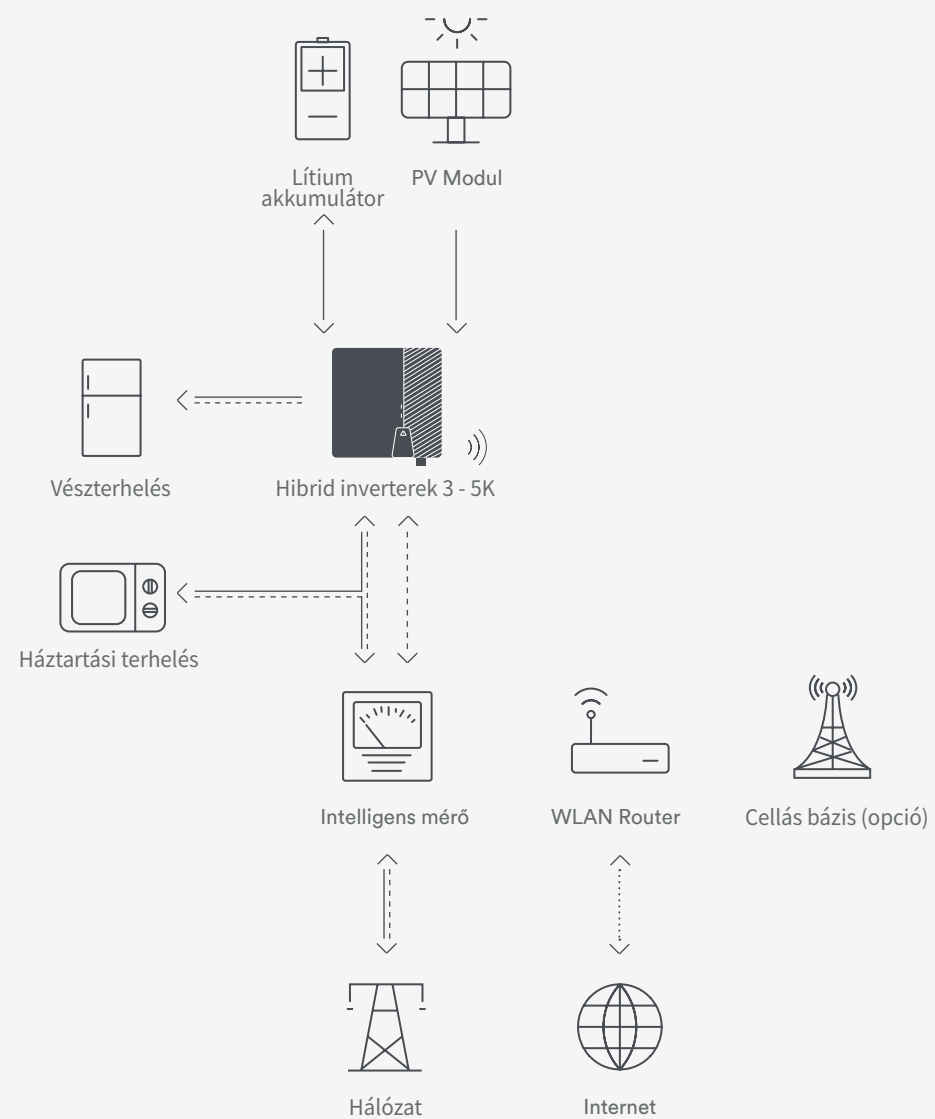 Lítium
akkumulátor
PV Modul
Vészterhelés
Hibrid inverterek 3 - 5K
Háztartási terhelés
Intelligens mérő
WLAN Router
Cellás bázis (opció)
Hálózat
Internet